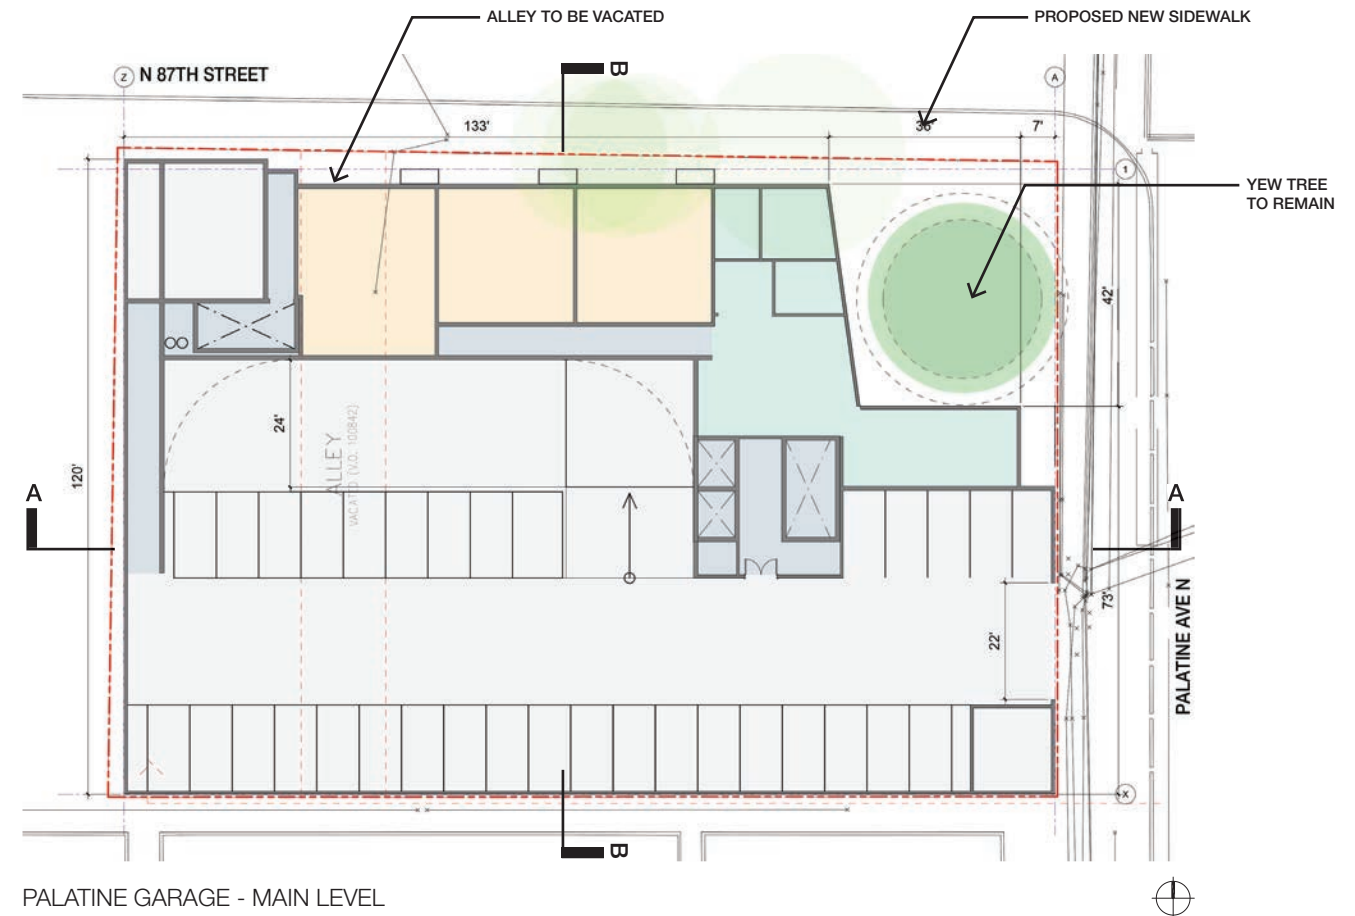 ALLEY TO BE VACATED
PROPOSED NEW SIDEWALK
B
Z
N 87TH STREET
A
133'
7'
1
YEW TREE
TO REMAIN
42'
24'
ALLEY
120'
A
A
73'
22'
PALATINE AVE N
X
B
PALATINE GARAGE - MAIN LEVEL